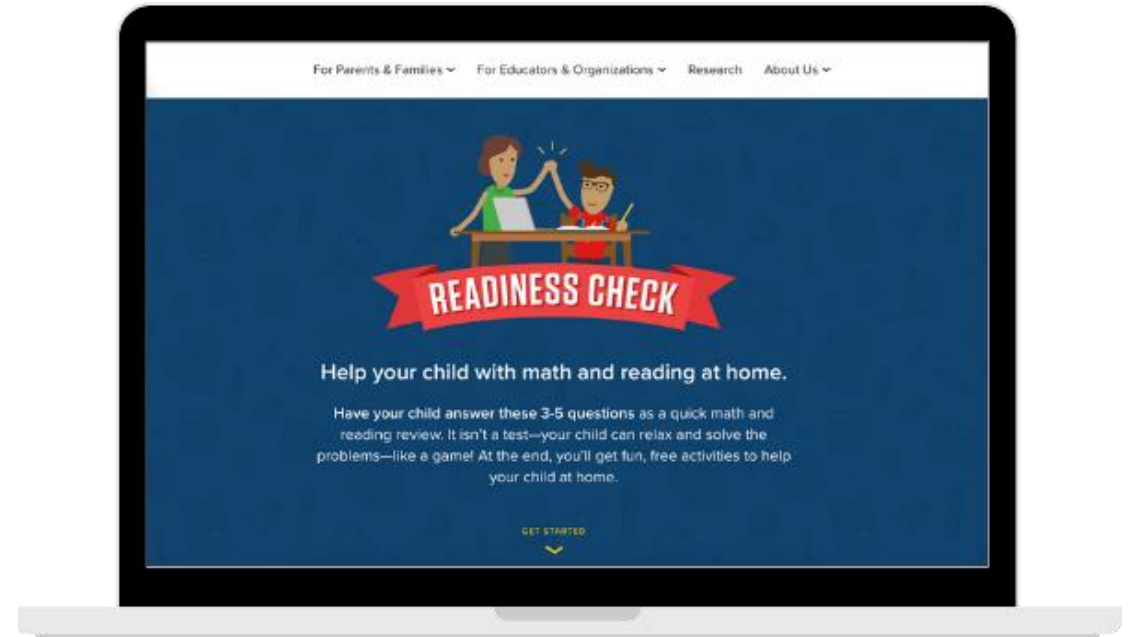 For Parents & Families For Educators & Organizations Research About Us
READINESS CHECK
Help your child with math and reading at home.
Have your child answer these 3-5 questions as a quick math and
reading review. It isn't a test—your child can relax and solve the
problems—like a game! At the end, you'll get fun, free activities to help
your child at home.
GET STARTED